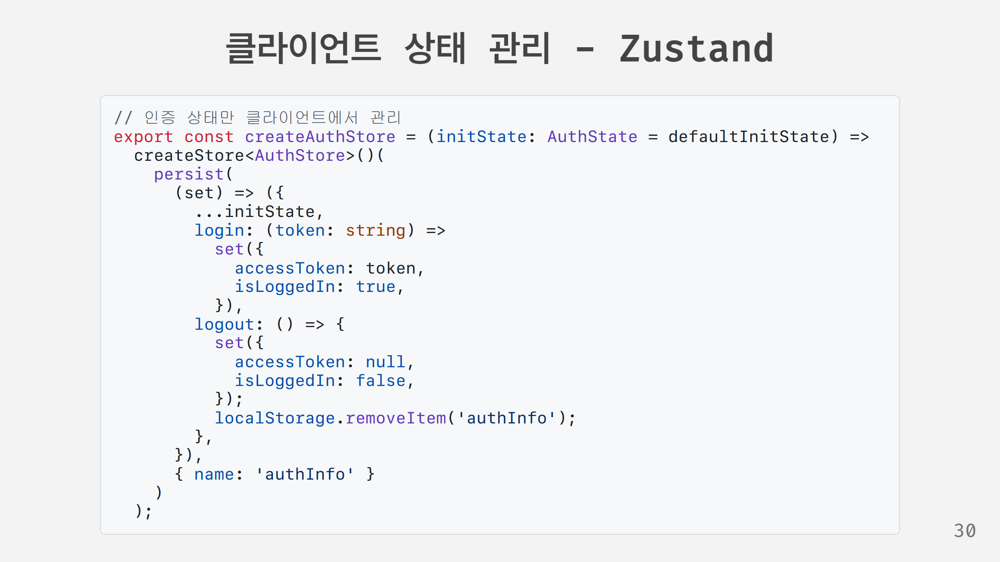 클라이언트 상태 관리 - Zustand
// 인증 상태만 클라이언트에서 관리
export const createAuthStore = (initState: AuthState = defaultInitState) =>
  createStore<AuthStore>()(
    persist(
      (set) => ({
        ...initState,
        login: (token: string) =>
          set({
            accessToken: token,
            isLoggedIn: true,
          }),
        logout: () => {
          set({
            accessToken: null,
            isLoggedIn: false,
          });
          localStorage.removeItem('authInfo');
        },
      }),
      { name: 'authInfo' }
    )
  );
30